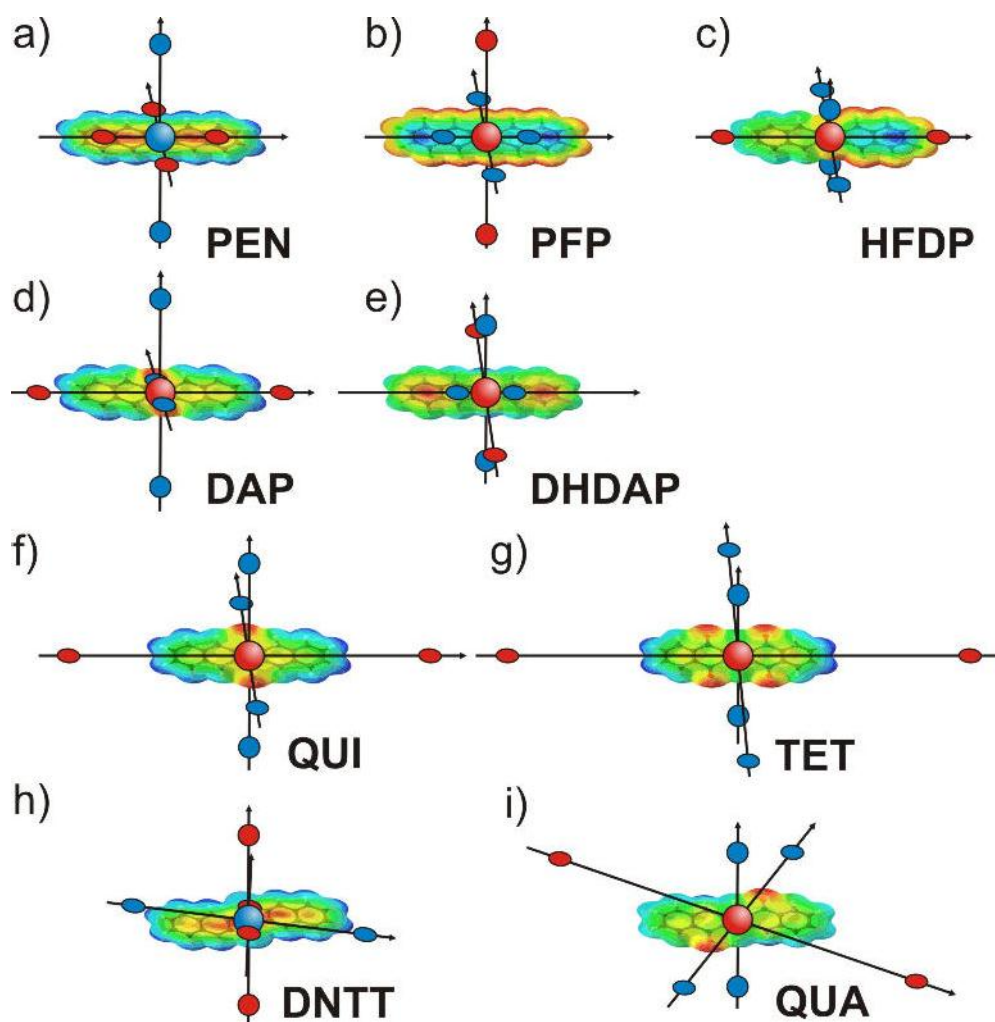 a)
b)
c)
PEN
PFP
HFDP
d)
e)
DAP
DHDAP
f)
g)
QUI
TET
h)
i)
DNTT
QUA